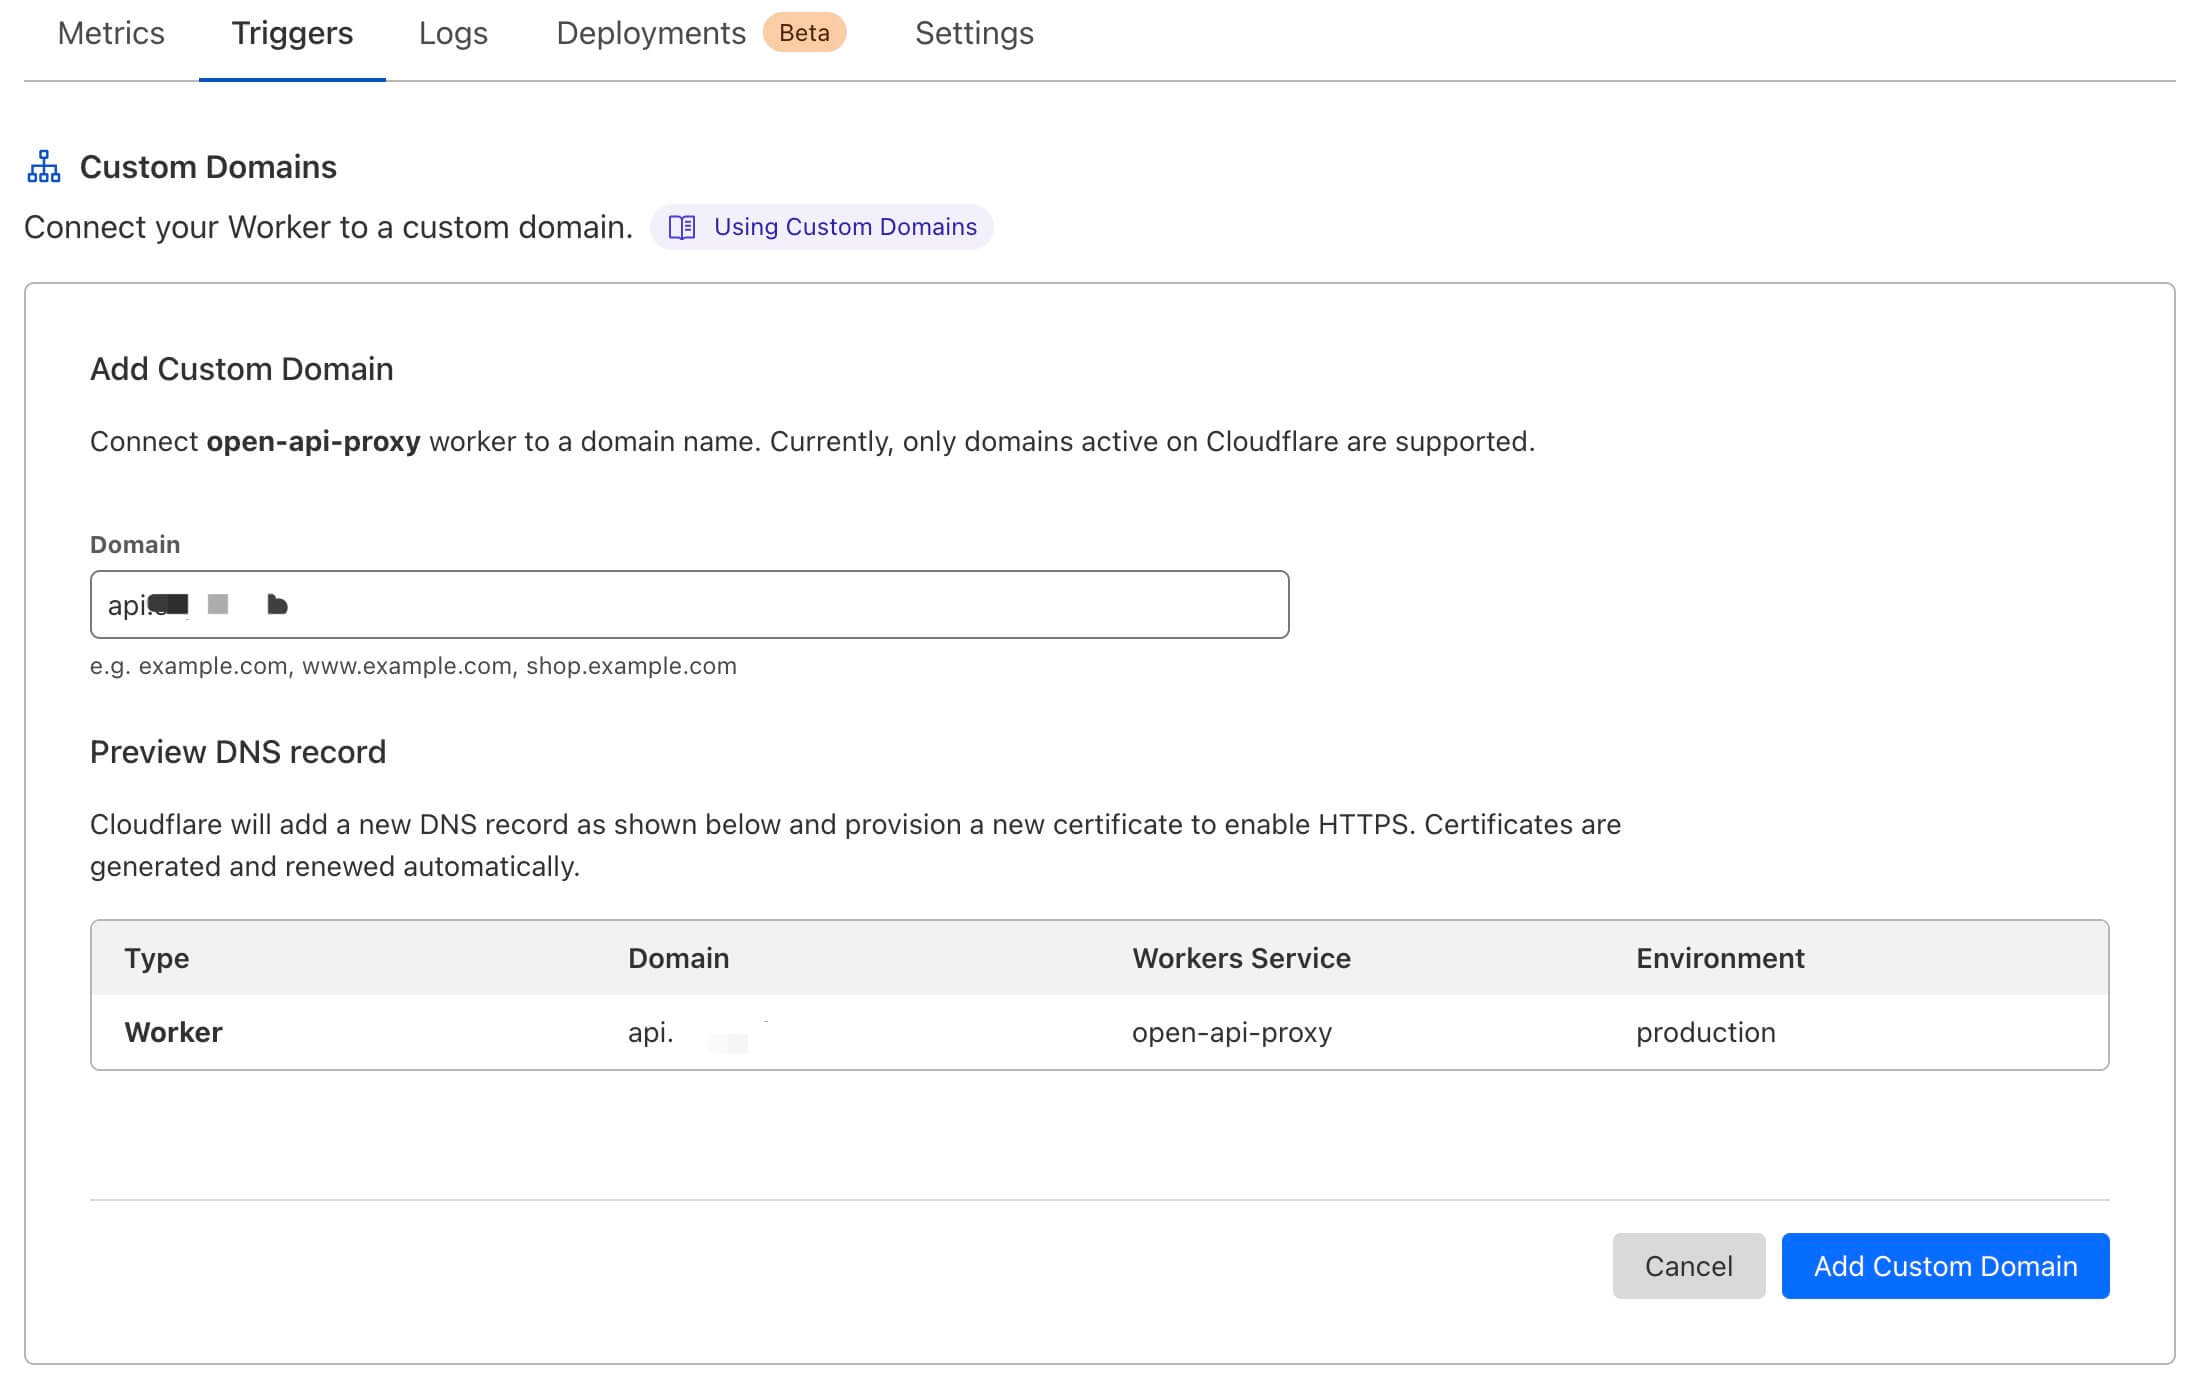 Metrics Triggers Logs Deployments Beta Settings
Custom Domains
Connect your Worker to a custom domain. Using Custom Domains
Add Custom Domain
Connect open-api-proxy worker to a domain name. Currently, only domains active on Cloudflare are supported.
Domain
api.
e.g. example.com, www.example.com, shop.example.com
Preview DNS record
Cloudflare will add a new DNS record as shown below and provision a new certificate to enable HTTPS. Certificates are
generated and renewed automatically.
Type Domain Workers Service Environment
Worker api. open-api-proxy production
Cancel Add Custom Domain